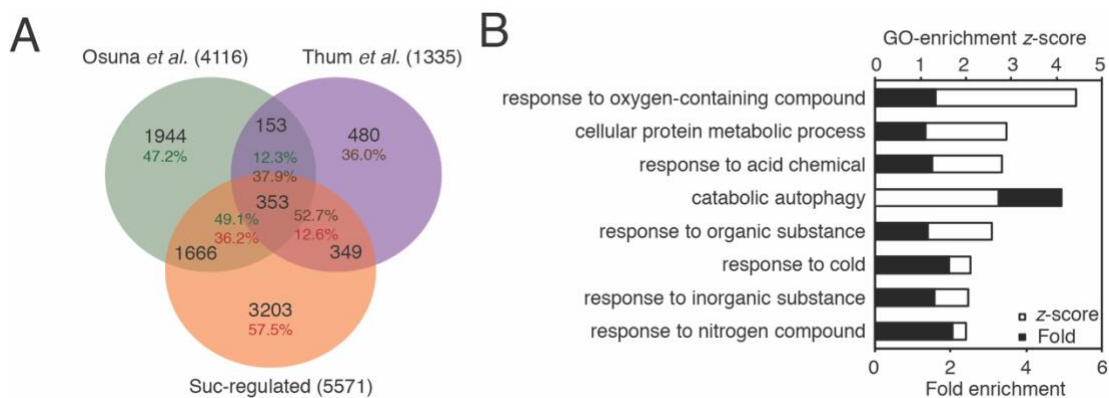 A
Osuna et al. (4116)
Thum et al. (1335)
1944
47.2%
153
12.3%
37.9%
480
36.0%
353
49.1%
36.2%
52.7%
12.6%
1666
349
3203
57.5%
Suc-regulated (5571)
B
GO-enrichment z-score
0 1 2 3 4 5
response to oxygen-containing compound
cellular protein metabolic process
response to acid chemical
catabolic autophagy
response to organic substance
response to cold
response to inorganic substance
response to nitrogen compound
z-score
Fold
0 2 4 6
Fold enrichment